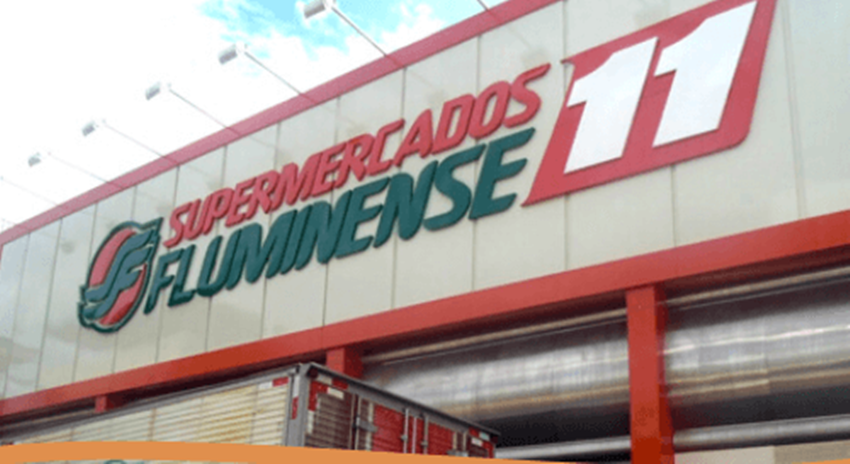 SUPERMERCADOS
FLUMINENSE
11